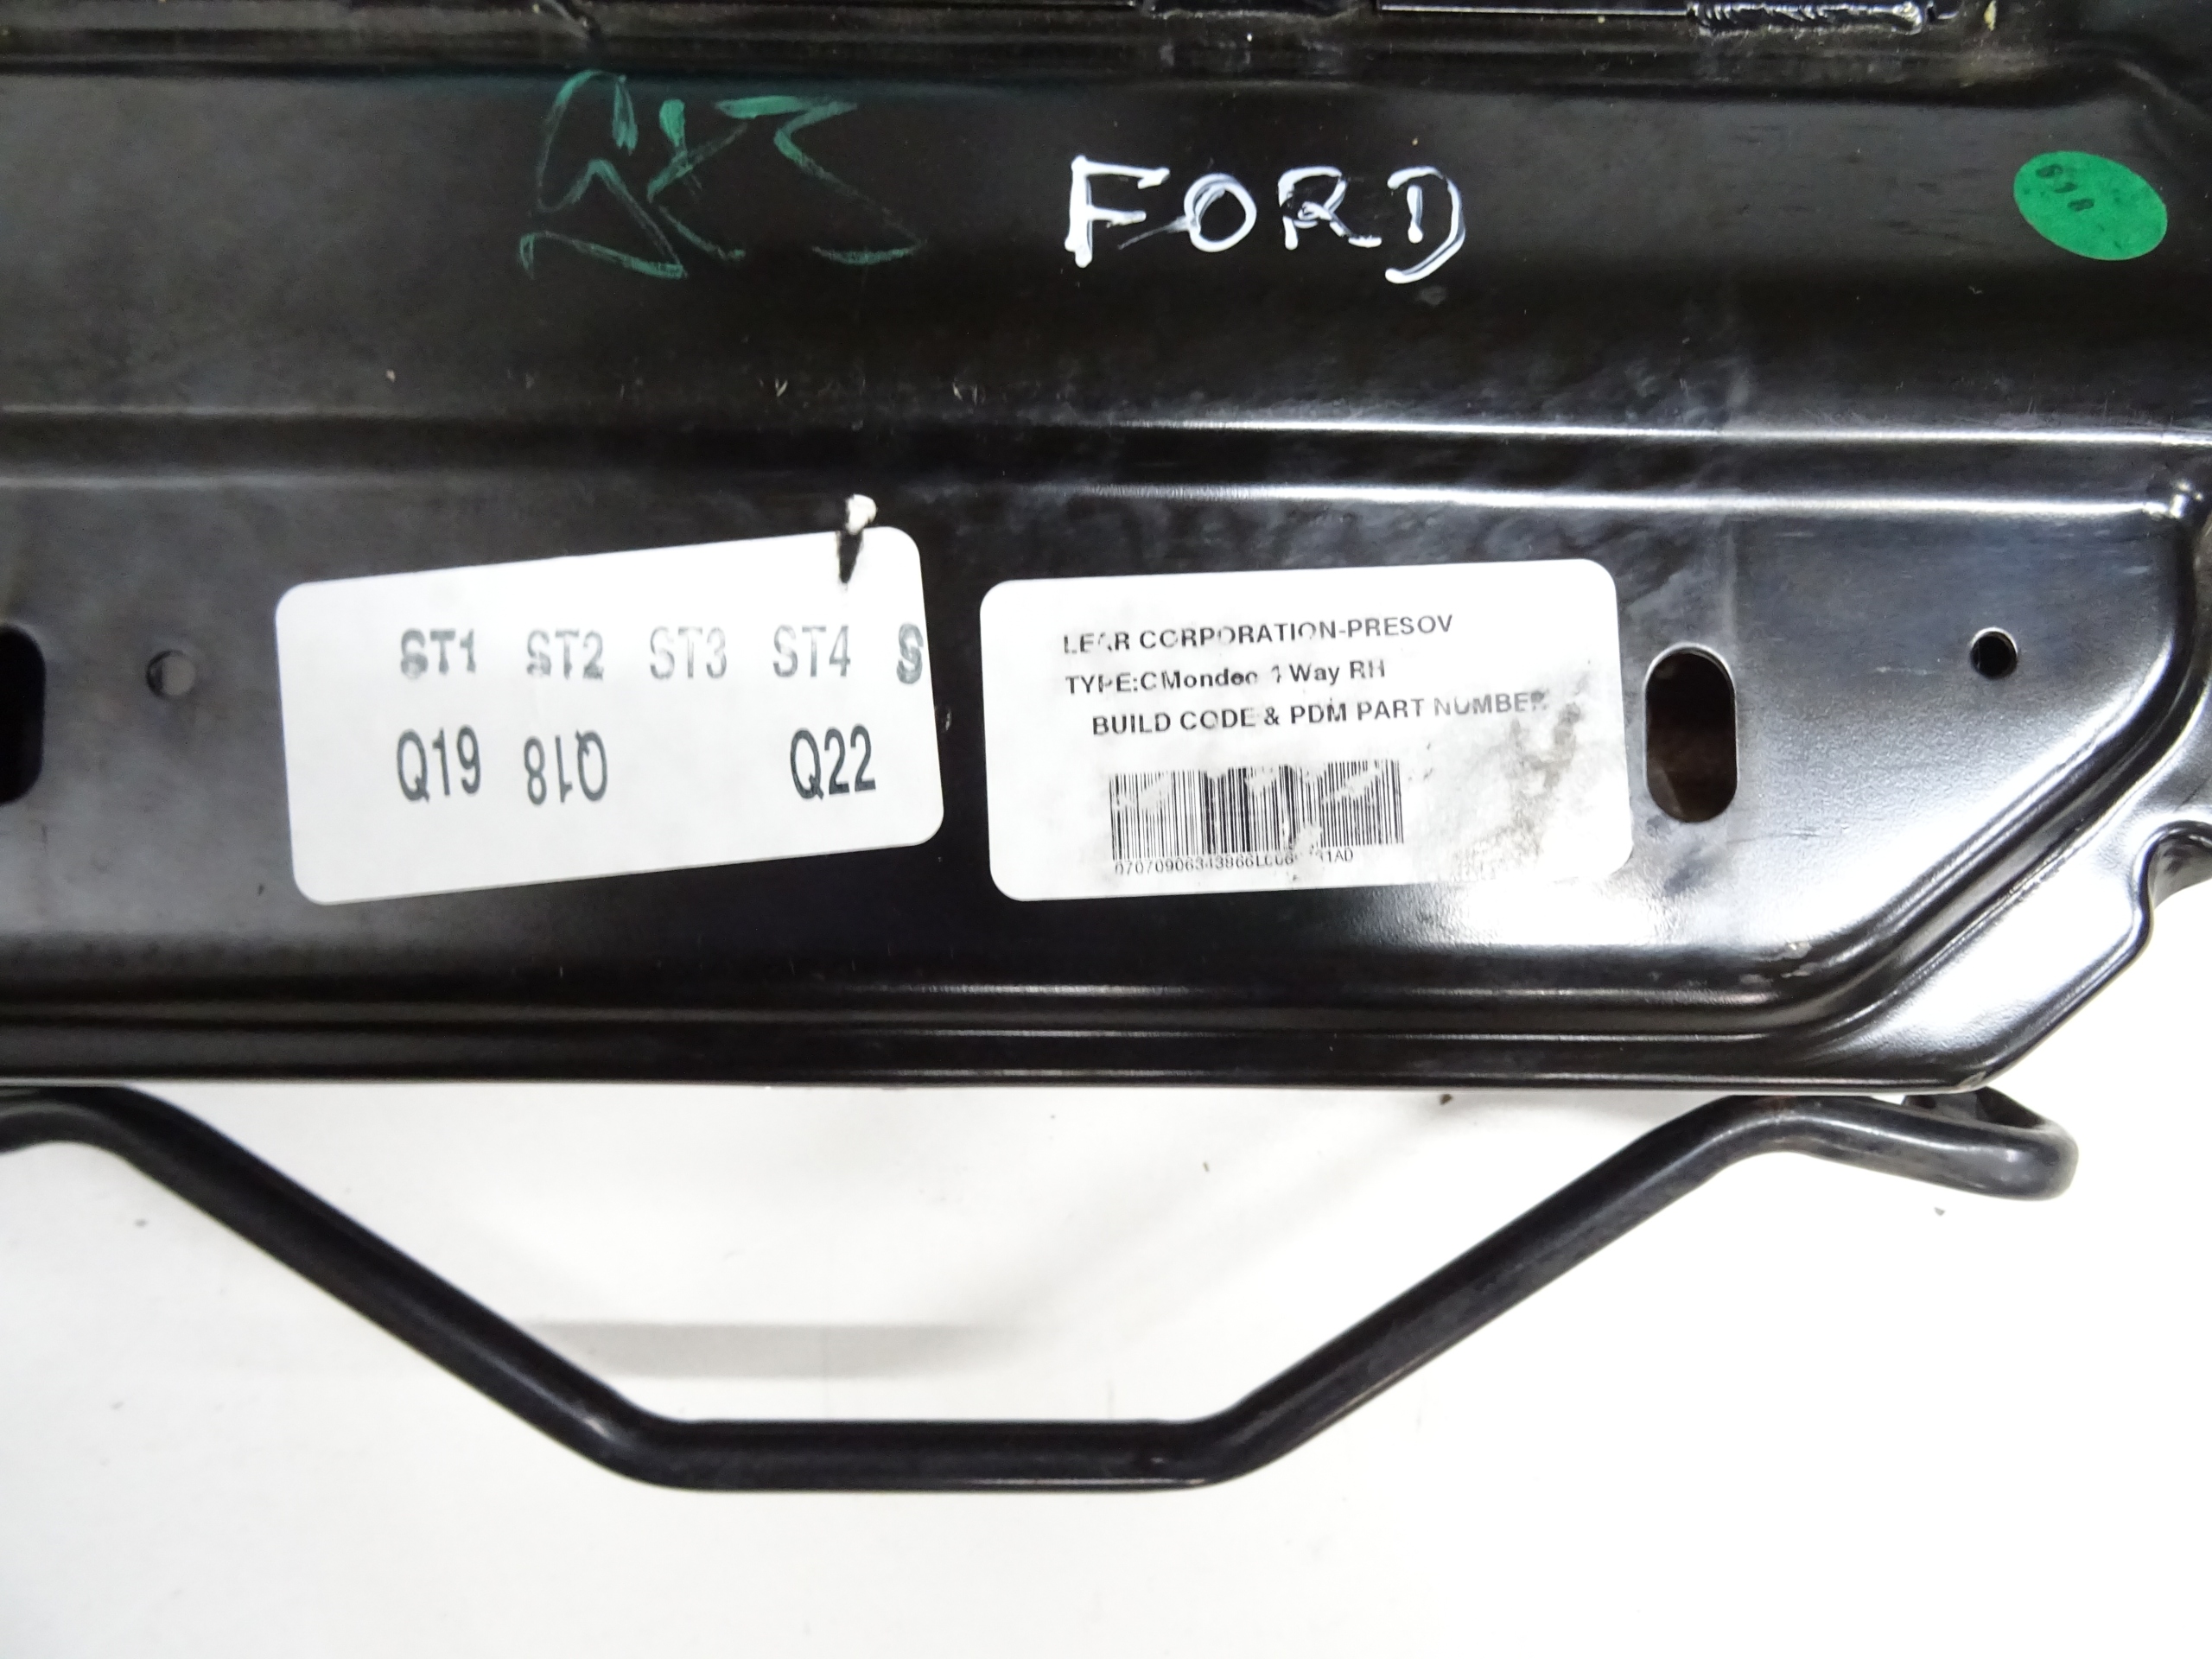 FORD
ST1 ST2 ST3 ST4 S
Q19 Q18 Q22
LEAR CORPORATION-PRESOV
TYPE:CMondeo Way RH
BUILD CODE & PDM PART NUMBER